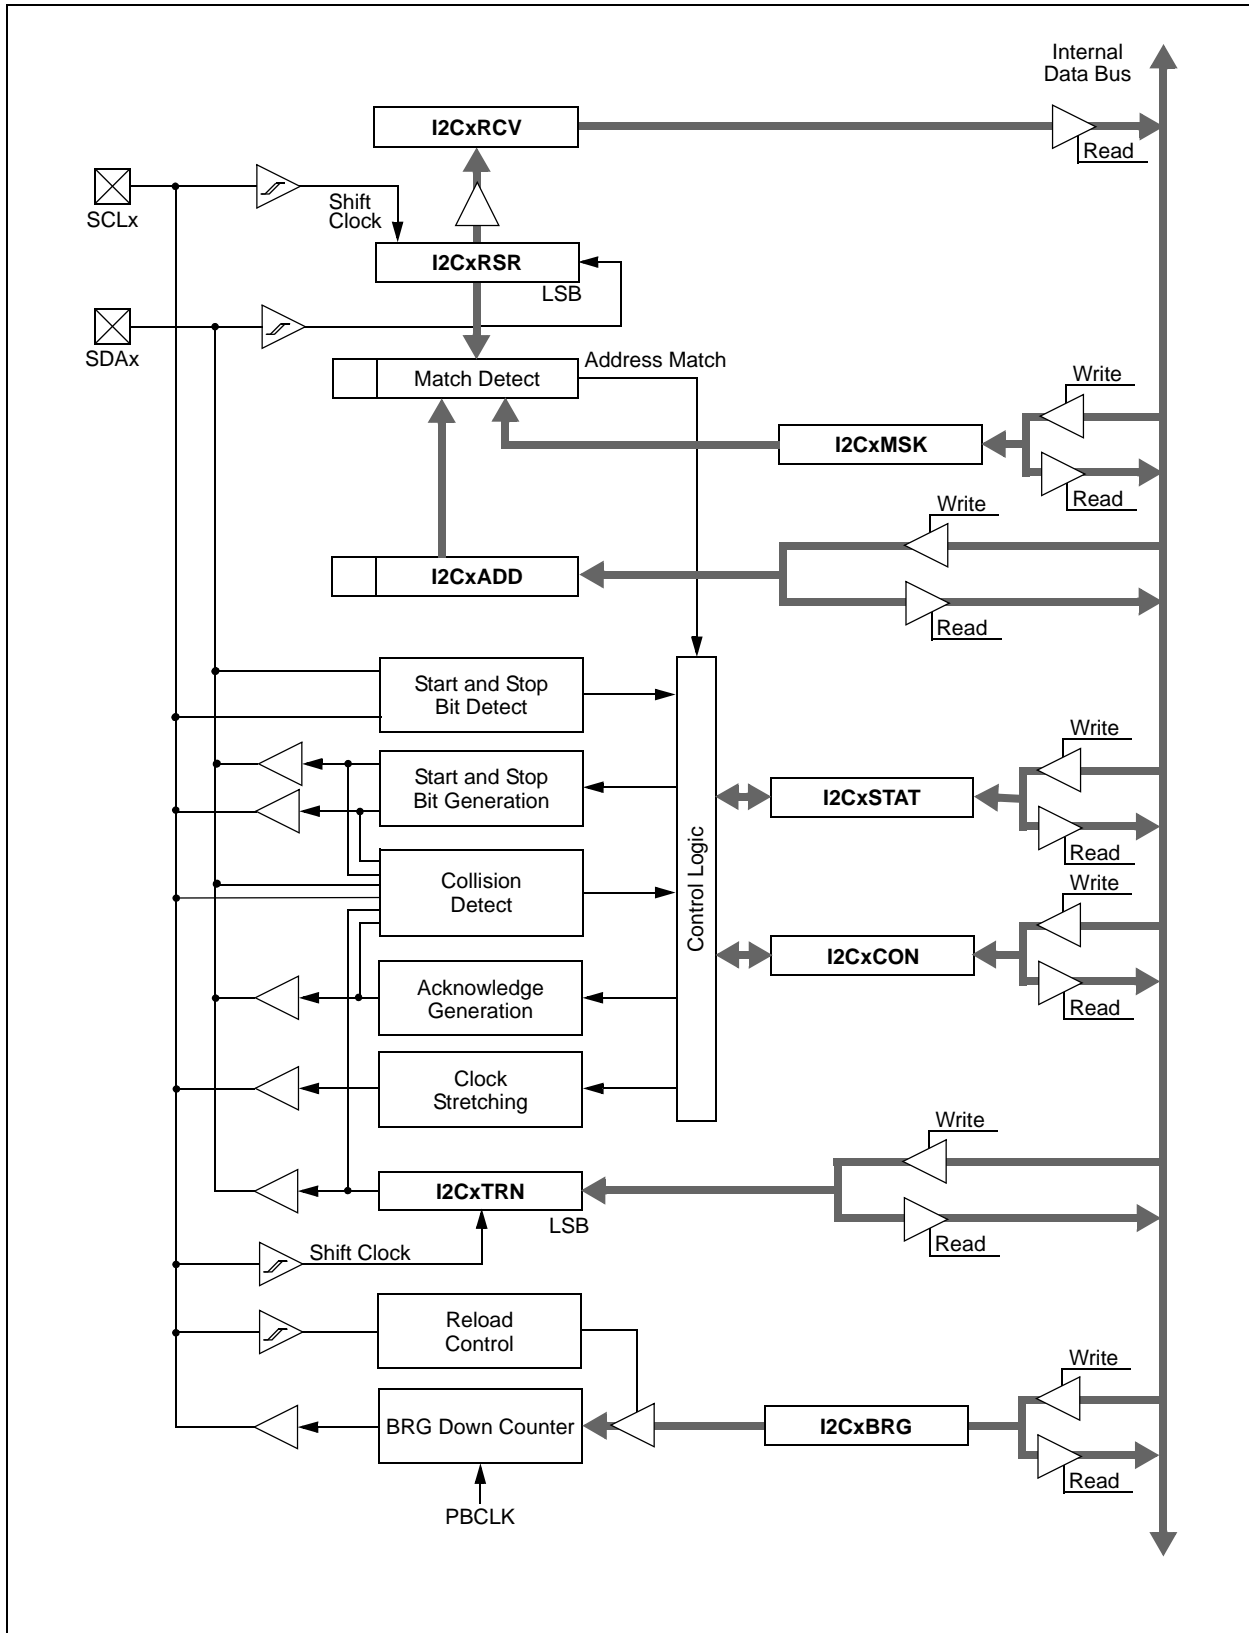 Internal
Data Bus
I2CxRCV
Read
SCLx
Shift
Clock
I2CxRSR
LSB
SDAx
Match Detect
Address Match
Write
I2CxMSK
Read
Write
I2CxADD
Read
Start and Stop
Bit Detect
Write
Start and Stop
Bit Generation
I2CxSTAT
Read
Control Logic
Collision
Detect
Write
I2CxCON
Read
Acknowledge
Generation
Clock
Stretching
Write
I2CxTRN
LSB
Read
Shift Clock
Reload
Control
Write
BRG Down Counter
I2CxBRG
Read
PBCLK